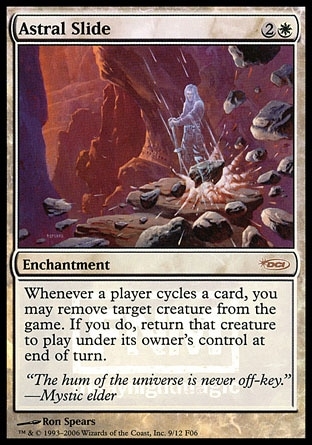 Astral Slide 2
Enchantment
DCI
Whenever a player cycles a card, you
may remove target creature from the
game. If you do, return that creature
to play under its owner's control at
end of turn.
"The hum of the universe is never off-key."
—Mystic elder
Ron Spears
™ & © 1993–2006 Wizards of the Coast, Inc. 9/12 F06